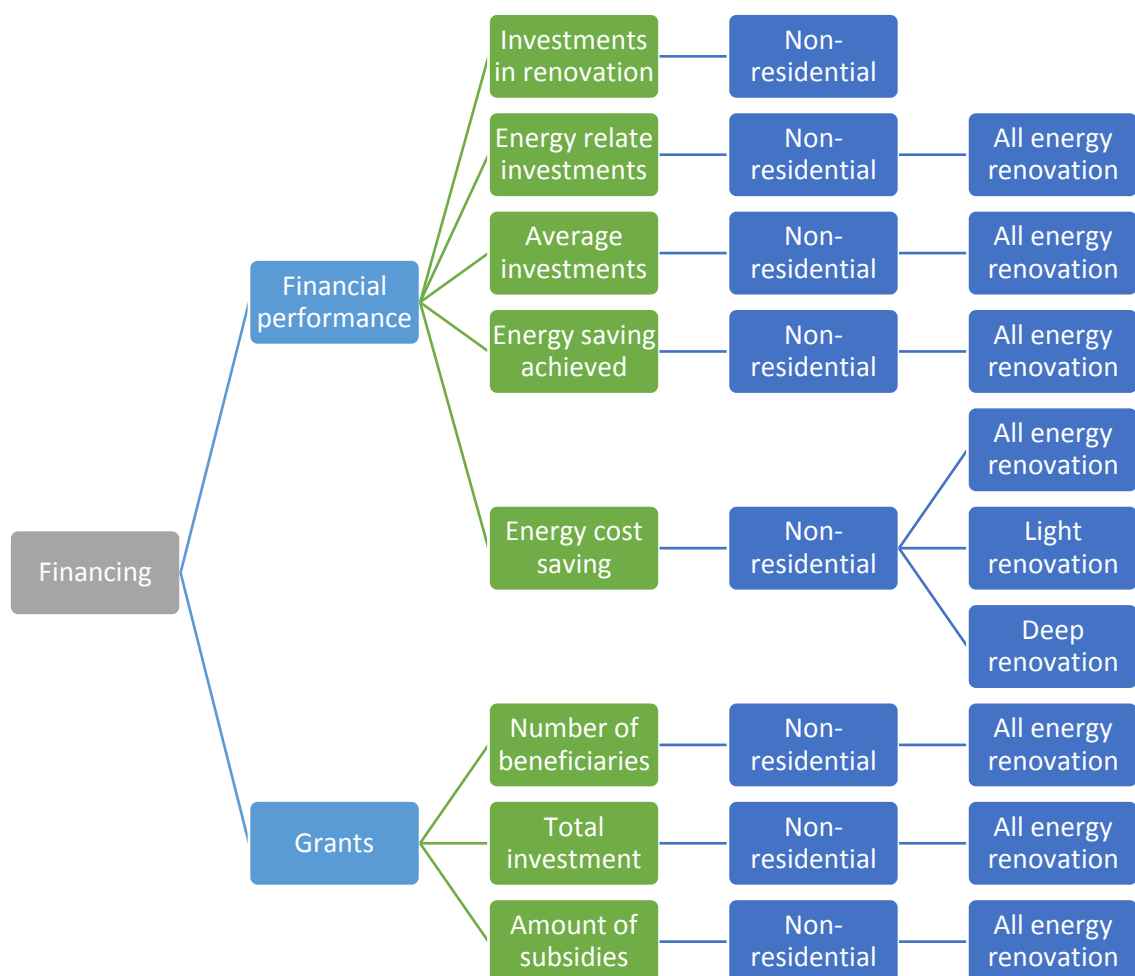 Investments
in renovation
Non-
residential
Energy relate
investments
Non-
residential
All energy
renovation
Average
investments
Non-
residential
All energy
renovation
Financial
performance
Energy saving
achieved
Non-
residential
All energy
renovation
All energy
renovation
Financing
Energy cost
saving
Non-
residential
Light
renovation
Deep
renovation
Number of
beneficiaries
Non-
residential
All energy
renovation
Grants
Total
investment
Non-
residential
All energy
renovation
Amount of
subsidies
Non-
residential
All energy
renovation